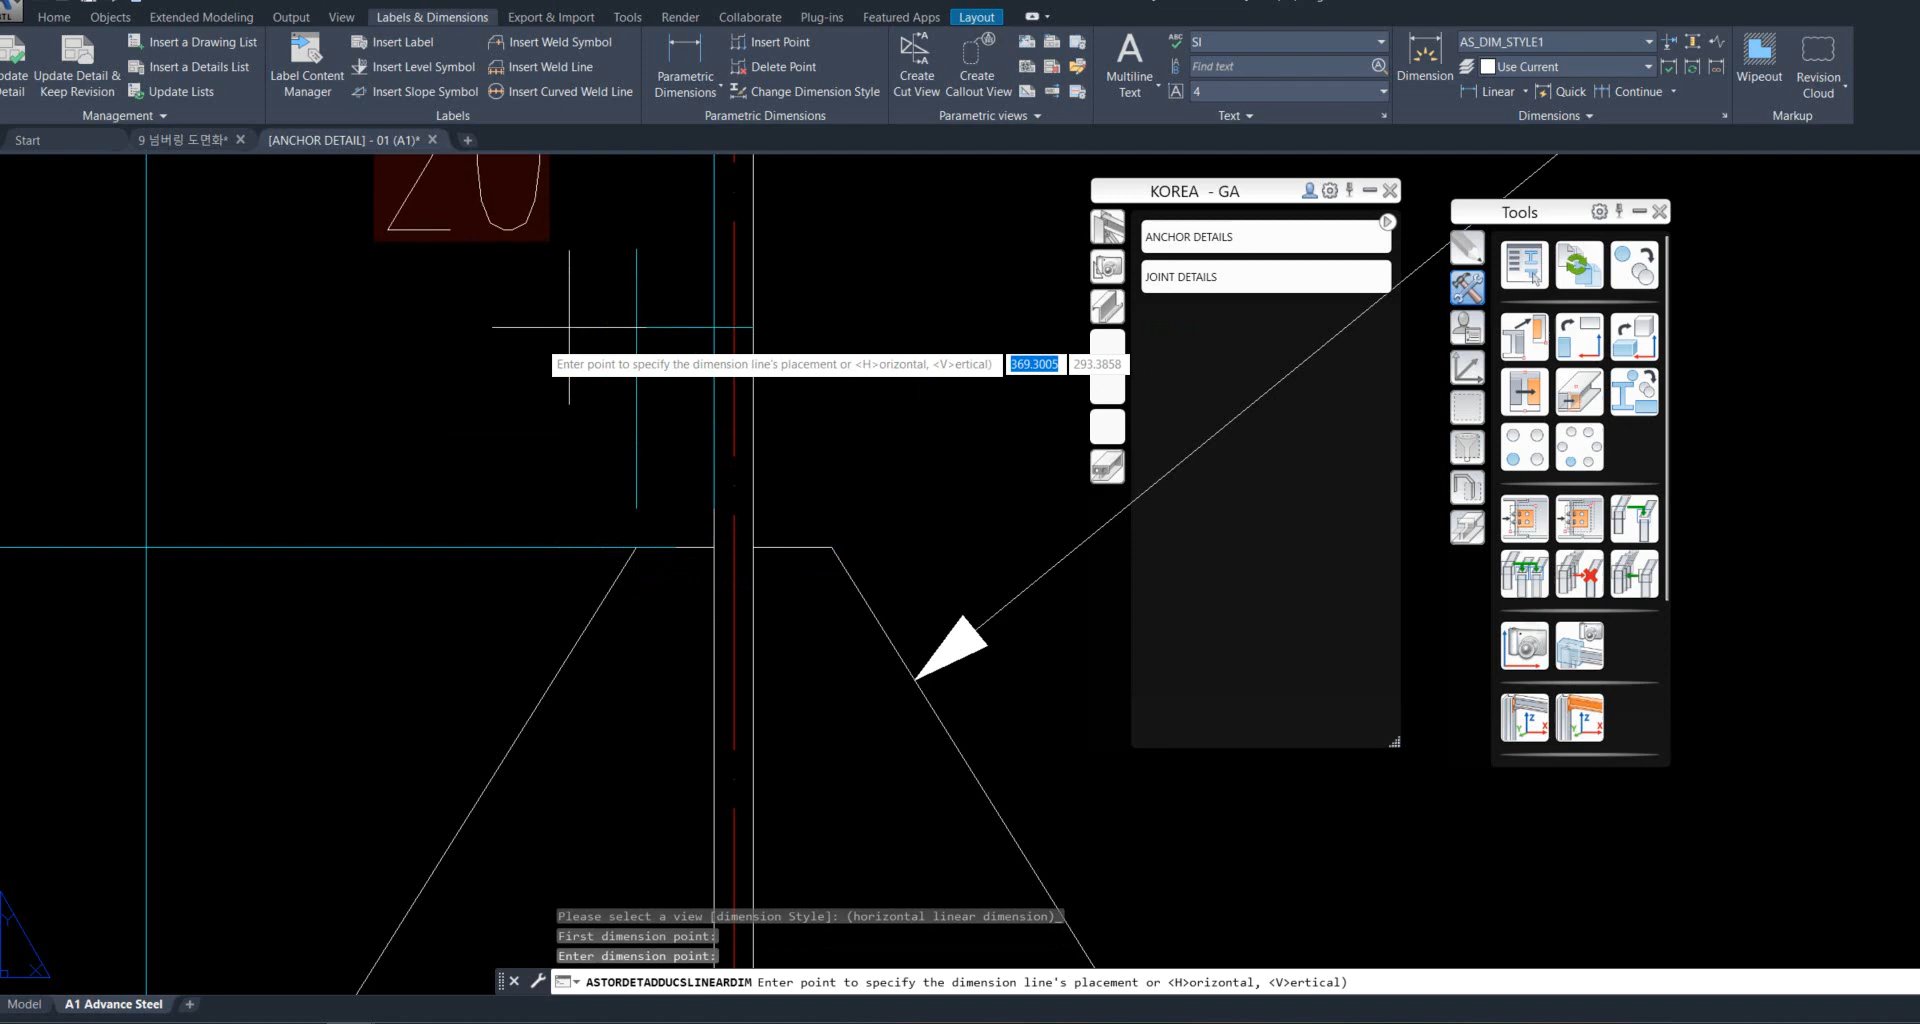 Home Objects Extended Modeling Output View Labels & Dimensions Export & Import Tools Render Collaborate Plug-ins Featured Apps Layout
Insert a Drawing List
Insert Label
Insert Weld Symbol
Insert Point
SI
AS_DIM_STYLE1
Update Detail & Keep Revision
Insert a Details List
Label Content Manager
Insert Level Symbol
Insert Weld Line
Parametric Dimensions
Delete Point
Create Cut View
Create Callout View
Multiline Text
Find text
Dimension
Use Current
Wipeout
Revision Cloud
Update Lists
Insert Slope Symbol
Insert Curved Weld Line
Change Dimension Style
4
Linear
Quick
Continue
Management
Labels
Parametric Dimensions
Parametric views
Text
Dimensions
Markup
Start
9 넘버링 도면화*
[ANCHOR DETAIL] - 01 (A1)*
20
KOREA - GA
Tools
ANCHOR DETAILS
JOINT DETAILS
Enter point to specify the dimension line's placement or <H>orizontal, <V>ertical) 369.3005 293.3858
Please select a view [dimension Style]: (horizontal linear dimension)_
First dimension point:
Enter dimension point:
ASTORDETADDUCSLINEARDIM Enter point to specify the dimension line's placement or <H>orizontal, <V>ertical)
Model
A1 Advance Steel